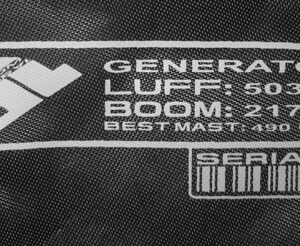 GENERATO
LUFF: 503
BOOM: 217
BEST MAST: 490
SERIA